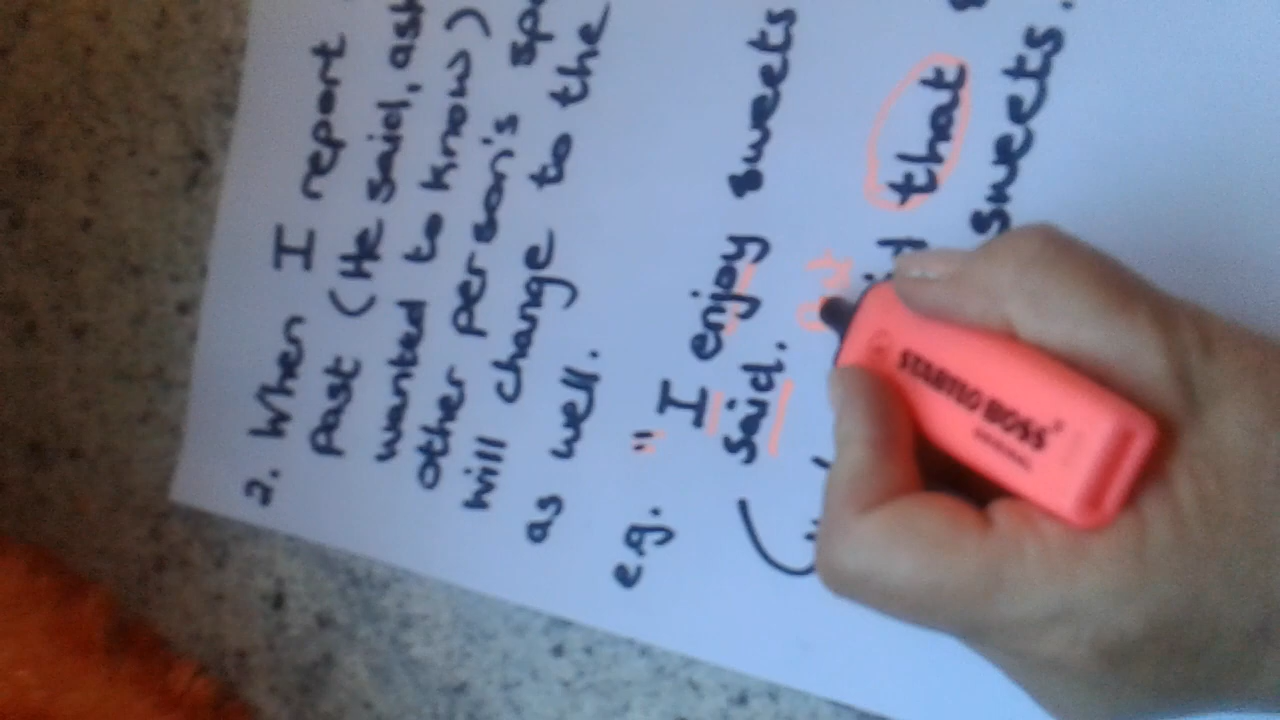 2. When I report
past (He said, ask
wanted to know)
other person's spe
will change to the
as well.
e.g. " I enjoy sweets
said.
that
sweets.
STABILO BOSS
ORIGINAL